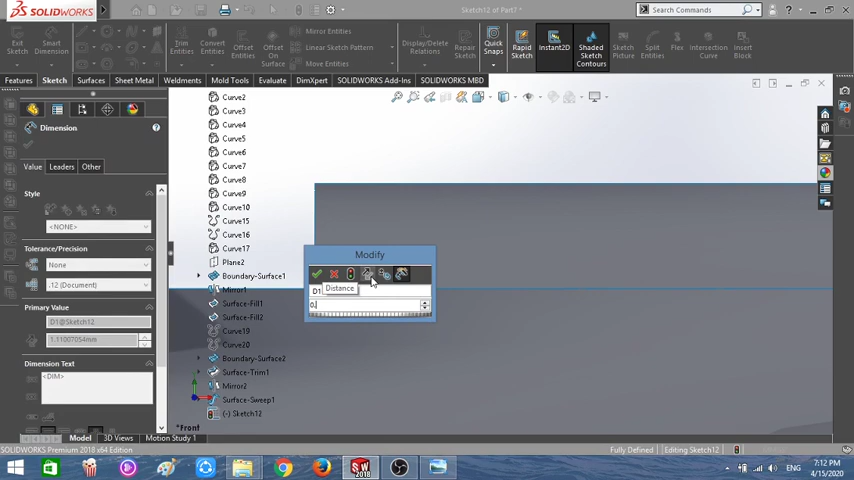 SOLIDWORKS
Sketch12 of Part7 *
Search Commands
Exit Sketch
Smart Dimension
Trim Entities
Convert Entities
Offset Entities
Offset On Surface
Mirror Entities
Linear Sketch Pattern
Move Entities
Display/Delete Relations
Repair Sketch
Quick Snaps
Rapid Sketch
Instant2D
Shaded Sketch Contours
Sketch Picture
Split Entities
Flex
Intersection Curve
Insert Block
Features
Sketch
Surfaces
Sheet Metal
Weldments
Mold Tools
Evaluate
DimXpert
SOLIDWORKS Add-Ins
SOLIDWORKS MBD
Dimension
Value
Leaders
Other
Style
<NONE>
Tolerance/Precision
None
.12 (Document)
Primary Value
D1@Sketch12
1.11007054mm
Dimension Text
<DIM>
Curve2
Curve3
Curve4
Curve5
Curve6
Curve7
Curve8
Curve9
Curve10
Curve15
Curve16
Curve17
Plane2
Boundary-Surface1
Mirror1
Surface-Fill1
Surface-Fill2
Curve19
Curve20
Boundary-Surface2
Surface-Trim1
Mirror2
Surface-Sweep1
(-) Sketch12
Modify
Distance
D1
0.
*Front
Model
3D Views
Motion Study 1
SOLIDWORKS Premium 2018 x64 Edition
Fully Defined
Editing Sketch12
ENG
7:12 PM
4/15/2020